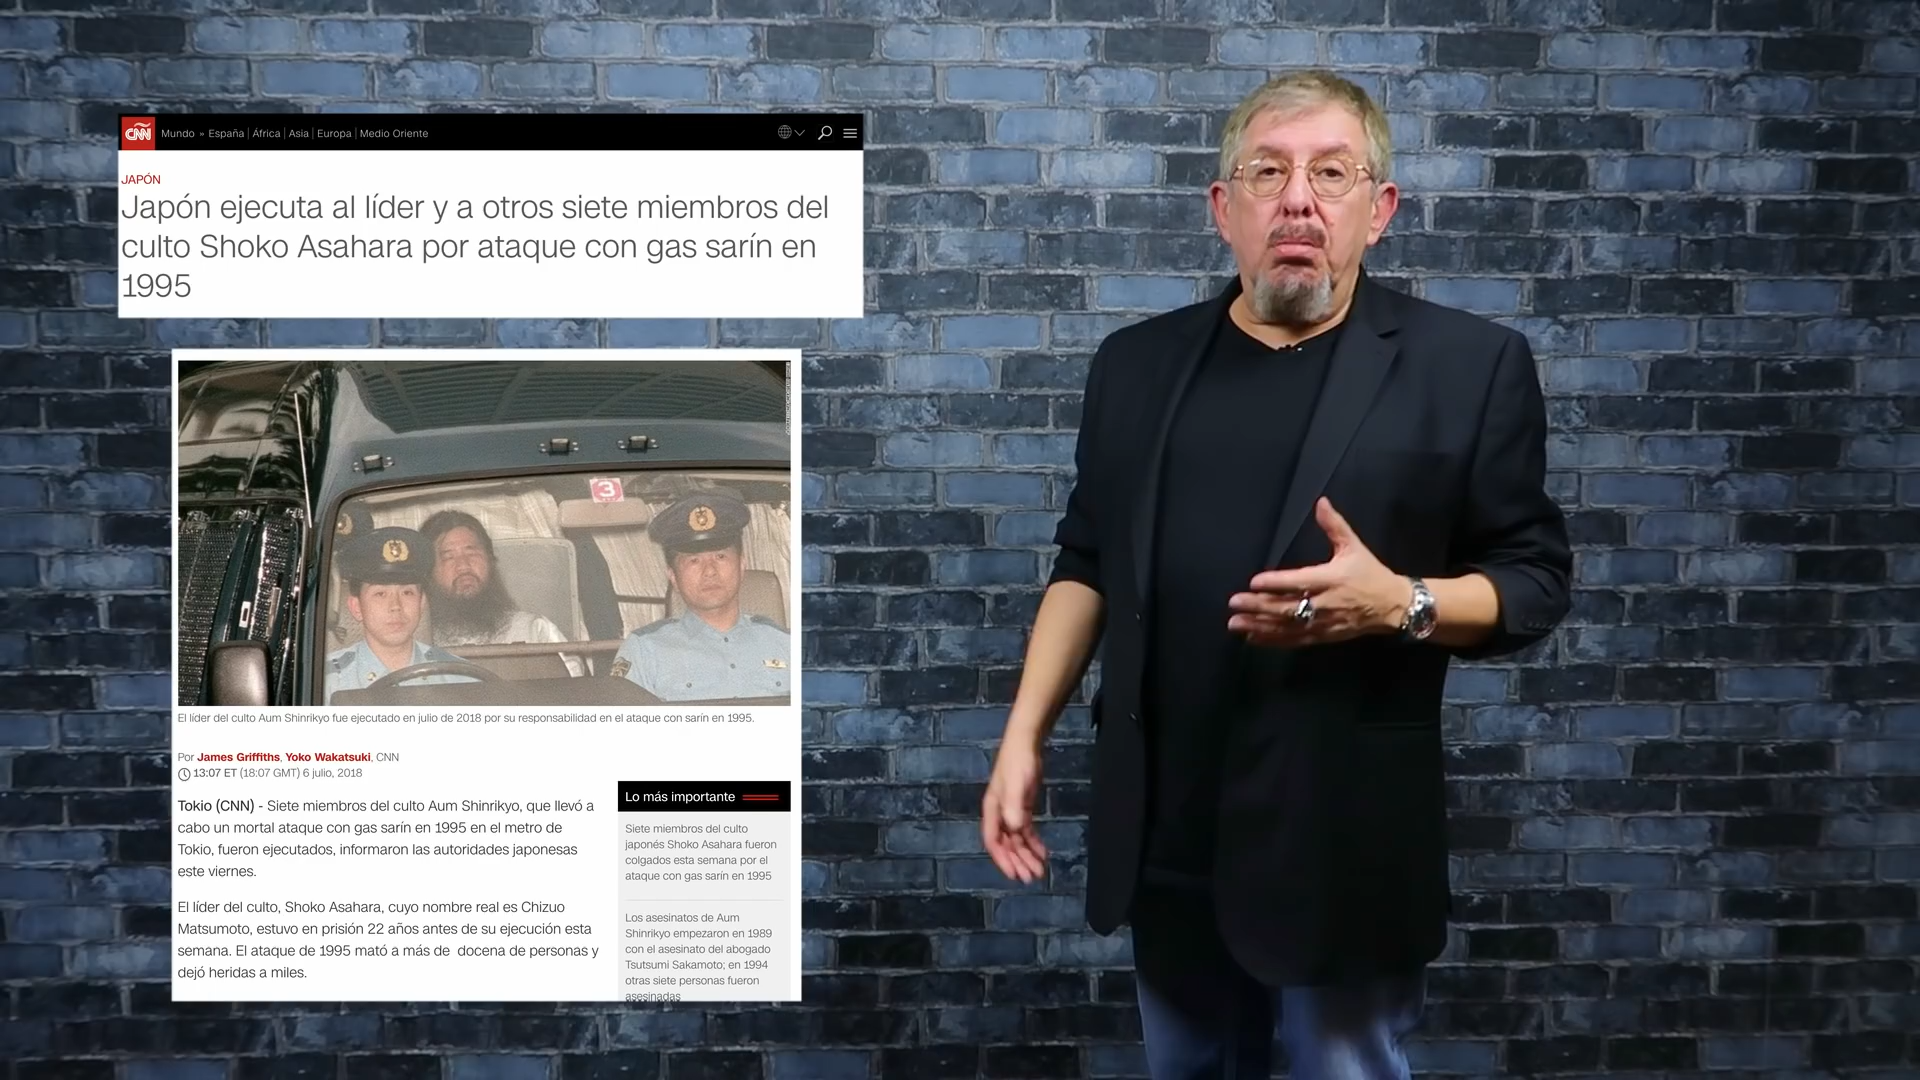 CNN Mundo » España | África | Asia | Europa | Medio Oriente
JAPÓN
Japón ejecuta al líder y a otros siete miembros del
culto Shoko Asahara por ataque con gas sarín en
1995
3
El líder del culto Aum Shinrikyo fue ejecutado en julio de 2018 por su responsabilidad en el ataque con sarín en 1995.
Por James Griffiths, Yoko Wakatsuki, CNN
13:07 ET (18:07 GMT) 6 julio, 2018
Tokio (CNN) - Siete miembros del culto Aum Shinrikyo, que llevó a
cabo un mortal ataque con gas sarín en 1995 en el metro de
Tokio, fueron ejecutados, informaron las autoridades japonesas
este viernes.
El líder del culto, Shoko Asahara, cuyo nombre real es Chizuo
Matsumoto, estuvo en prisión 22 años antes de su ejecución esta
semana. El ataque de 1995 mató a más de docena de personas y
dejó heridas a miles.
Lo más importante
Siete miembros del culto
japonés Shoko Asahara fueron
colgados esta semana por el
ataque con gas sarín en 1995
Los asesinatos de Aum
Shinrikyo empezaron en 1989
con el asesinato del abogado
Tsutsumi Sakamoto; en 1994
otras siete personas fueron
asesinadas